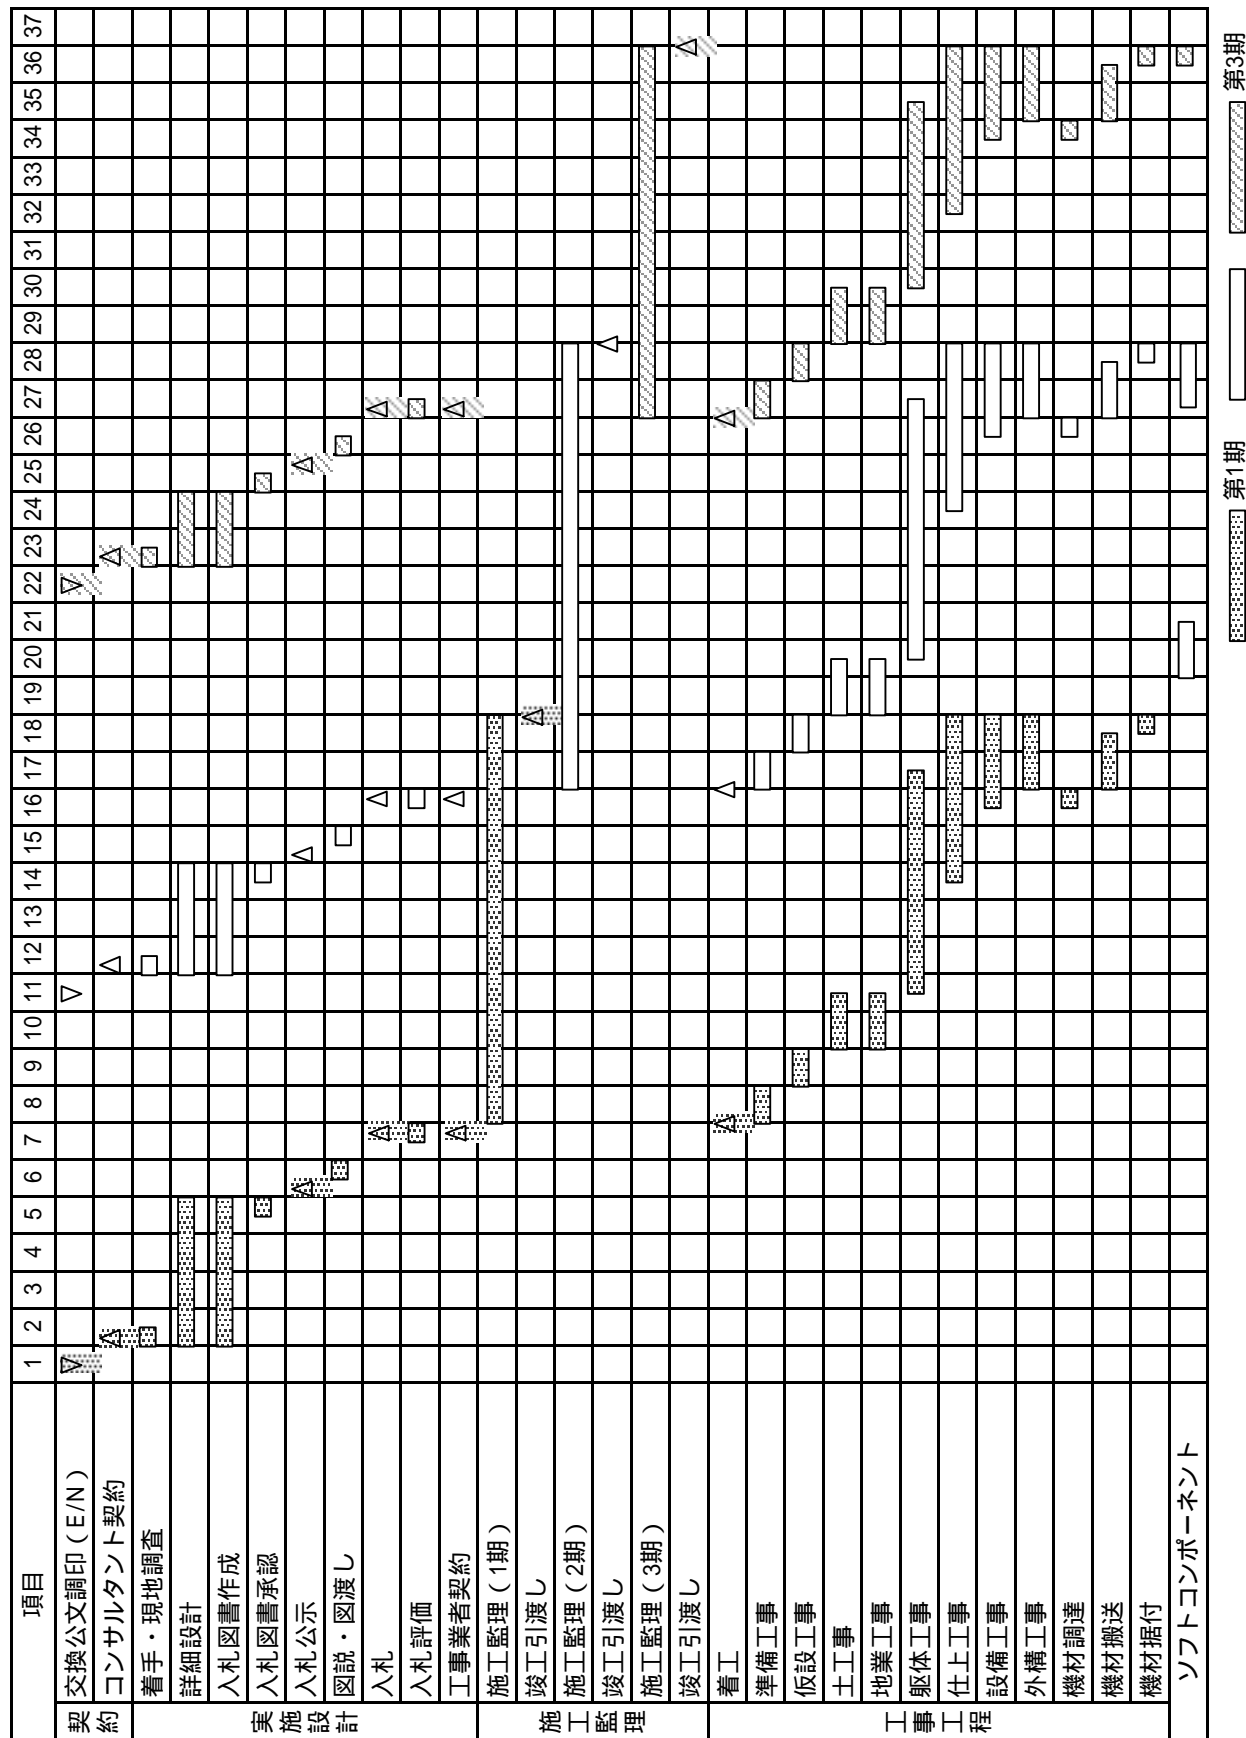 項目 1 2 3 4 5 6 7 8 9 10 11 12 13 14 15 16 17 18 19 20 21 22 23 24 25 26 27 28 29 30 31 32 33 34 35 36 37
契約
交換公文調印(E/N)
コンサルタント契約
実施設計
着手・現地調査
詳細設計
入札図書作成
入札図書承認
入札公示
図説・図渡し
入札
入札評価
工事業者契約
施工監理
施工監理(1期)
竣工引渡し
施工監理(2期)
竣工引渡し
施工監理(3期)
竣工引渡し
工事工程
着工
準備工事
仮設工事
土工事
地業工事
躯体工事
仕上工事
設備工事
外構工事
機材調達
機材搬送
機材据付
ソフトコンポーネント
第1期
第3期